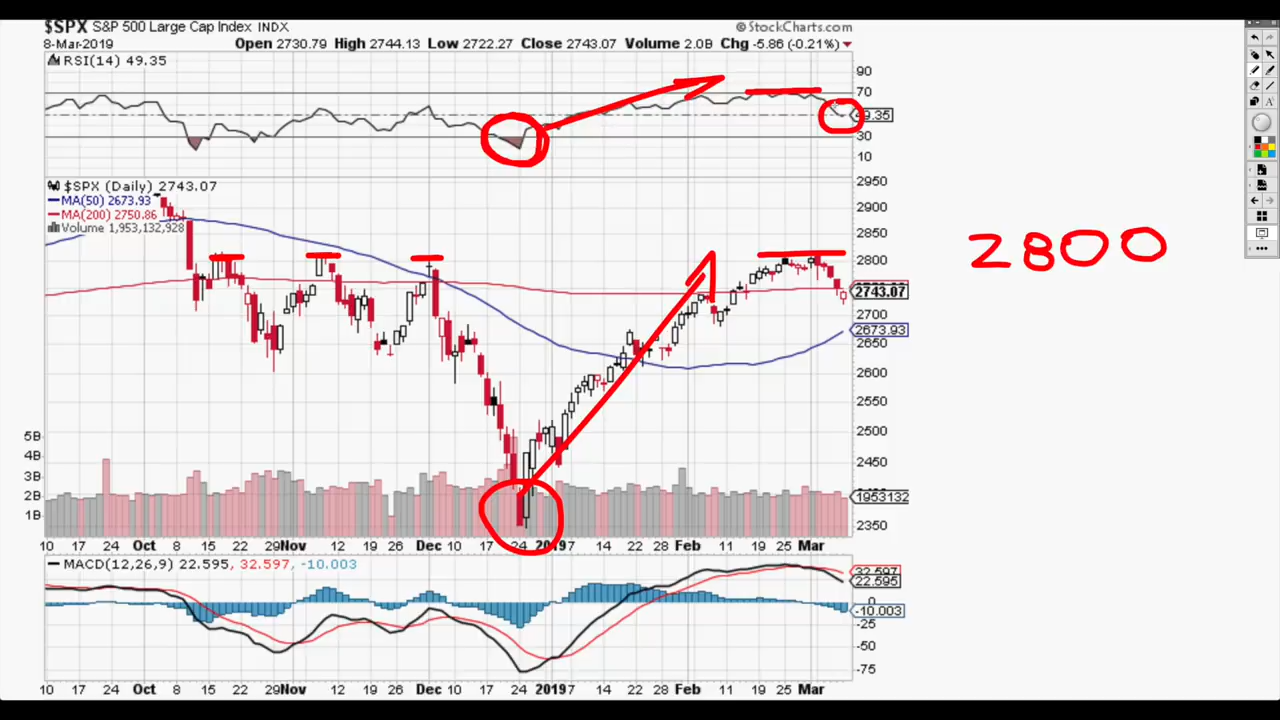 $SPX S&P 500 Large Cap Index INDX
© StockCharts.com
8-Mar-2019
Open 2730.79 High 2744.13 Low 2722.27 Close 2743.07 Volume 2.0B Chg -5.86 (-0.21%)
RSI(14) 49.35
90
70
49.35
30
10
$SPX (Daily) 2743.07
MA(50) 2673.93
MA(200) 2750.86
Volume 1,953,132,928
2950
2900
2850
2800
2743.07
2700
2673.93
2650
2600
2550
2500
2450
1953132
2350
5B
4B
3B
2B
1B
2800
10 17 24 Oct 8 15 22 29 Nov 12 19 26 Dec 10 17 24 2019 7 14 22 28 Feb 11 19 25 Mar
MACD(12,26,9) 22.595, 32.597, -10.003
32.597
22.595
0
-10.003
-25
-50
-75
10 17 24 Oct 8 15 22 29 Nov 12 19 26 Dec 10 17 24 2019 7 14 22 28 Feb 11 19 25 Mar